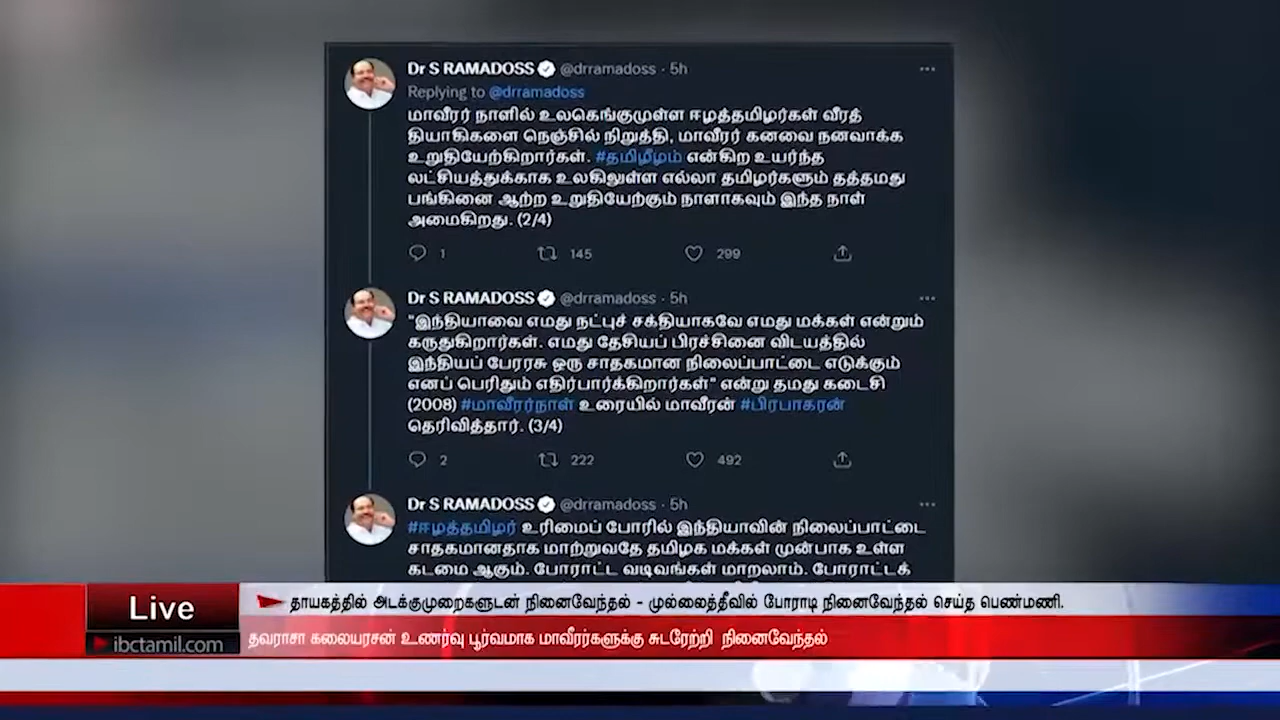 Dr S RAMADOSS @drramadoss · 5h
Replying to @drramadoss
மாவீரர் நாளில் உலகெங்குமுள்ள ஈழத்தமிழர்கள் வீரத்
தியாகிகளை நெஞ்சில் நிறுத்தி, மாவீரர் கனவை நனவாக்க
உறுதியேற்கிறார்கள். #தமிழீழம் என்கிற உயர்ந்த
லட்சியத்துக்காக உலகிலுள்ள எல்லா தமிழர்களும் தத்தமது
பங்கினை ஆற்ற உறுதியேற்கும் நாளாகவும் இந்த நாள்
அமைகிறது. (2/4)
1 145 299
Dr S RAMADOSS @drramadoss · 5h
"இந்தியாவை எமது நட்புச் சக்தியாகவே எமது மக்கள் என்றும்
கருதுகிறார்கள். எமது தேசியப் பிரச்சினை விடயத்தில்
இந்தியப் பேரரசு ஒரு சாதகமான நிலைப்பாட்டை எடுக்கும்
எனப் பெரிதும் எதிர்பார்க்கிறார்கள்" என்று தமது கடைசி
(2008) #மாவீரர்நாள் உரையில் மாவீரன் #பிரபாகரன்
தெரிவித்தார். (3/4)
2 222 492
Dr S RAMADOSS @drramadoss · 5h
#ஈழத்தமிழர் உரிமைப் போரில் இந்தியாவின் நிலைப்பாட்டை
சாதகமானதாக மாற்றுவதே தமிழக மக்கள் முன்பாக உள்ள
கடமை ஆகும். போராட்ட வடிவங்கள் மாறலாம். போராட்டக்
Live
தாயகத்தில் அடக்குமுறைகளுடன் நினைவேந்தல் - முல்லைத்தீவில் போராடி நினைவேந்தல் செய்த பெண்மணி.
ibctamil.com
தவராசா கலையரசன் உணர்வு பூர்வமாக மாவீரர்களுக்கு சுடரேற்றி நினைவேந்தல்